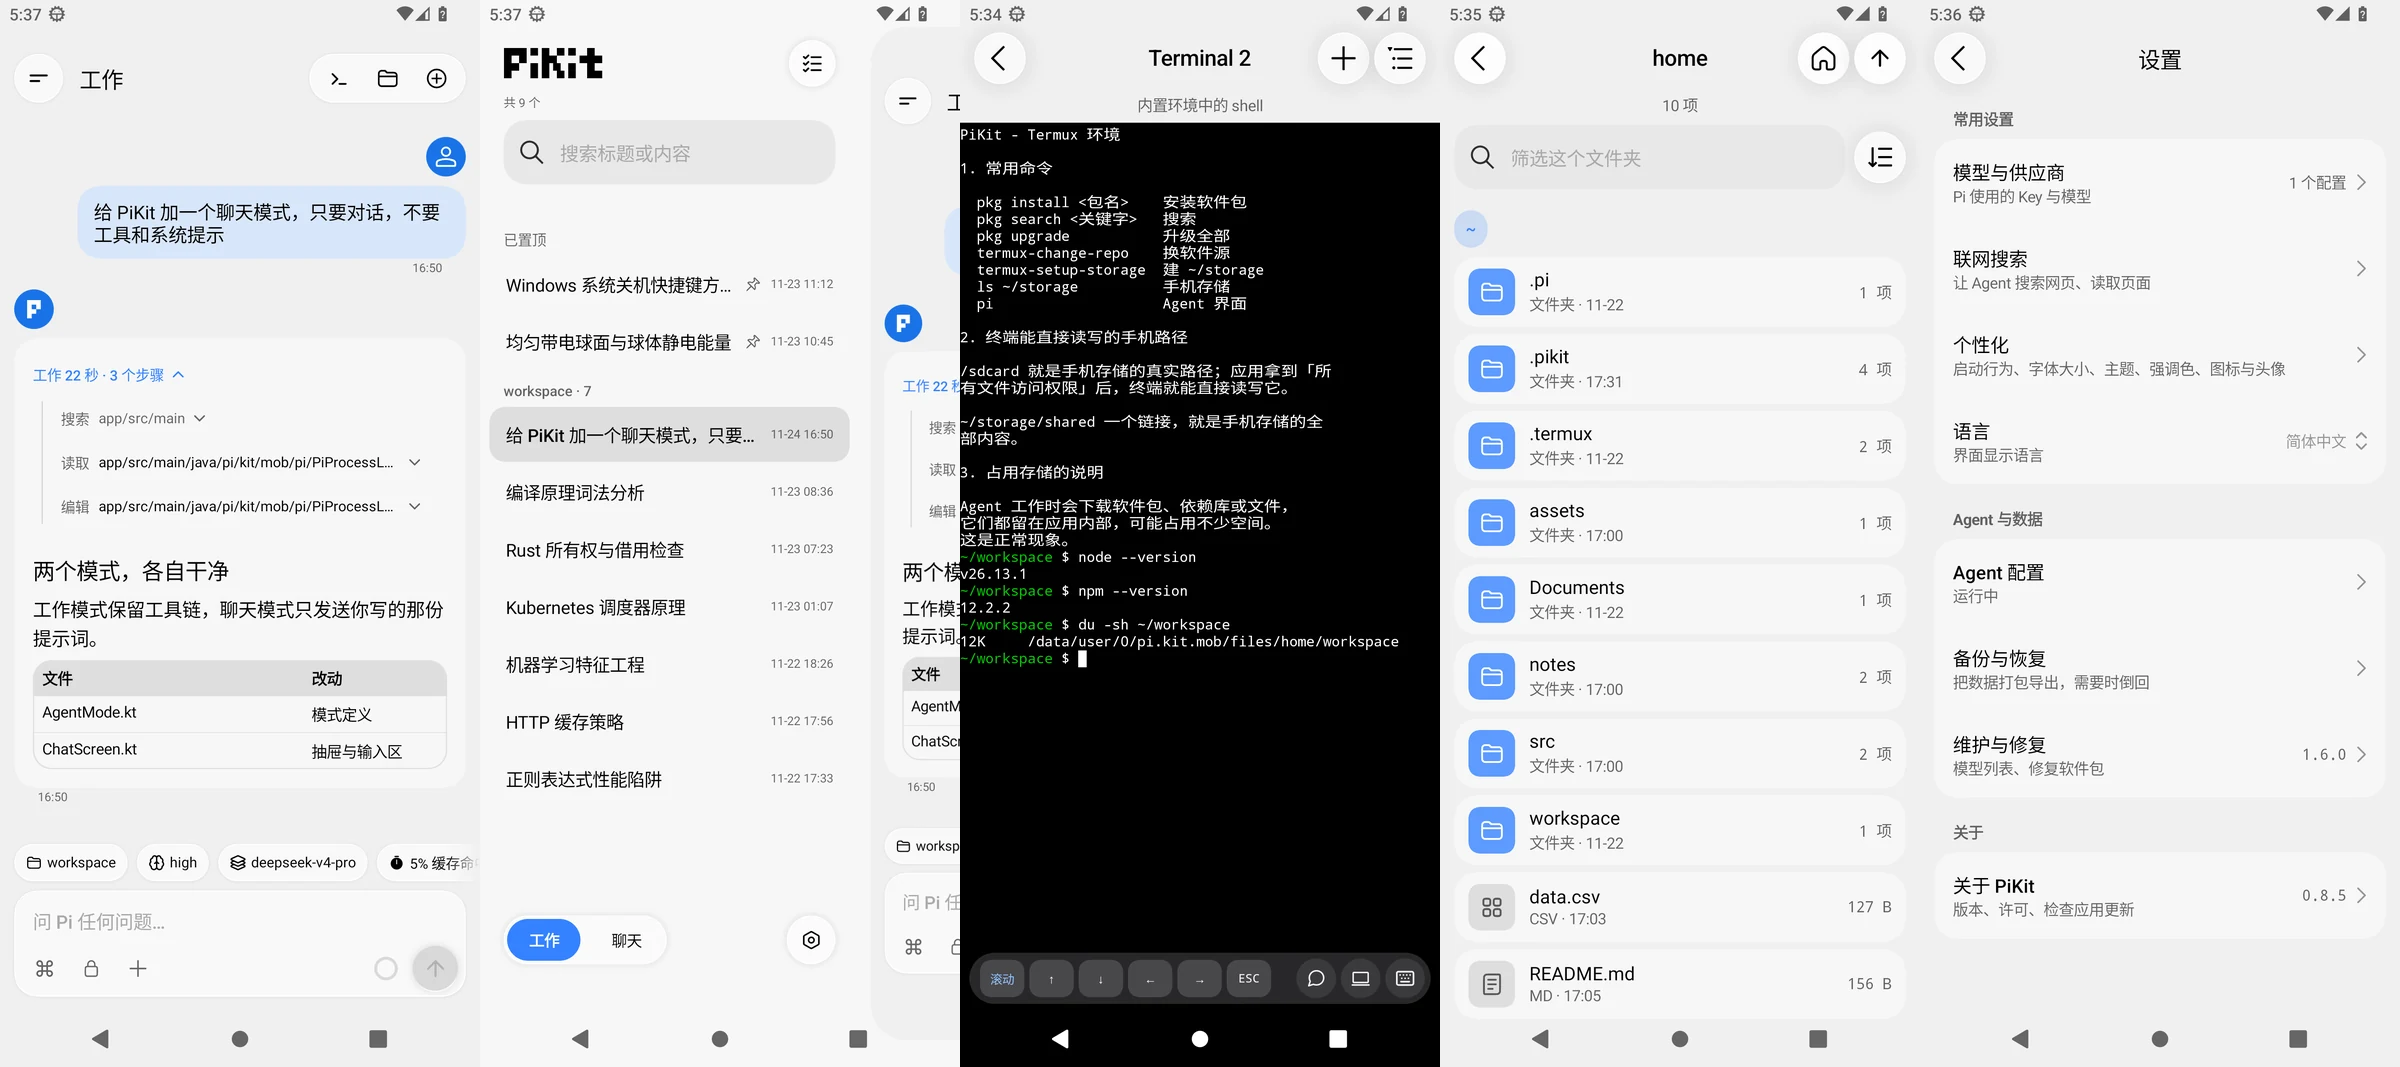 5:37
工作
给 PiKit 加一个聊天模式，只要对话，不要
工具和系统提示
16:50
工作 22 秒 · 3 个步骤
搜索 app/src/main
读取 app/src/main/java/pi/kit/mob/pi/PiProcessL...
编辑 app/src/main/java/pi/kit/mob/pi/PiProcessL...
两个模式，各自干净
工作模式保留工具链，聊天模式只发送你写的那份
提示词。
文件 改动
AgentMode.kt 模式定义
ChatScreen.kt 抽屉与输入区
16:50
workspace high deepseek-v4-pro 5% 缓存命
问 Pi 任何问题...
5:37
PiKit
共 9 个
搜索标题或内容
已置顶
Windows 系统关机快捷键方... 11-23 11:12
均匀带电球面与球体静电能量 11-23 10:45
workspace · 7
给 PiKit 加一个聊天模式，只要... 11-24 16:50
编译原理词法分析 11-23 08:36
Rust 所有权与借用检查 11-23 07:23
Kubernetes 调度器原理 11-23 01:07
机器学习特征工程 11-22 18:26
HTTP 缓存策略 11-22 17:56
正则表达式性能陷阱 11-22 17:33
工作 聊天
工作 22 秒
搜索
读取
编辑
两个模
工作模式
提示词。
文件
AgentM
ChatScr
16:50
worksp
问 Pi 任
5:34
Terminal 2
内置环境中的 shell
PiKit - Termux 环境
1. 常用命令
pkg install <包名> 安装软件包
pkg search <关键字> 搜索
pkg upgrade 升级全部
termux-change-repo 换软件源
termux-setup-storage 建 ~/storage
ls ~/storage 手机存储
pi Agent 界面
2. 终端能直接读写的手机路径
/sdcard 就是手机存储的真实路径；应用拿到「所
有文件访问权限」后，终端就能直接读写它。
~/storage/shared 一个链接，就是手机存储的全
部内容。
3. 占用存储的说明
Agent 工作时会下载软件包、依赖库或文件，
它们都留在应用内部，可能占用不少空间。
这是正常现象。
~/workspace $ node --version
v26.13.1
~/workspace $ npm --version
12.2.2
~/workspace $ du -sh ~/workspace
12K /data/user/0/pi.kit.mob/files/home/workspace
~/workspace $
滚动 ↑ ↓ ← → ESC
5:35
home
10 项
筛选这个文件夹
~
.pi
文件夹 · 11-22
1 项
.pikit
文件夹 · 17:31
4 项
.termux
文件夹 · 11-22
2 项
assets
文件夹 · 17:00
1 项
Documents
文件夹 · 11-22
1 项
notes
文件夹 · 17:00
2 项
src
文件夹 · 17:00
2 项
workspace
文件夹 · 11-22
1 项
data.csv
CSV · 17:03
127 B
README.md
MD · 17:05
156 B
5:36
设置
常用设置
模型与供应商
Pi 使用的 Key 与模型
1 个配置
联网搜索
让 Agent 搜索网页、读取页面
个性化
启动行为、字体大小、主题、强调色、图标与头像
语言
界面显示语言
简体中文
Agent 与数据
Agent 配置
运行中
备份与恢复
把数据打包导出，需要时倒回
维护与修复
模型列表、修复软件包
1.6.0
关于
关于 PiKit
版本、许可、检查应用更新
0.8.5